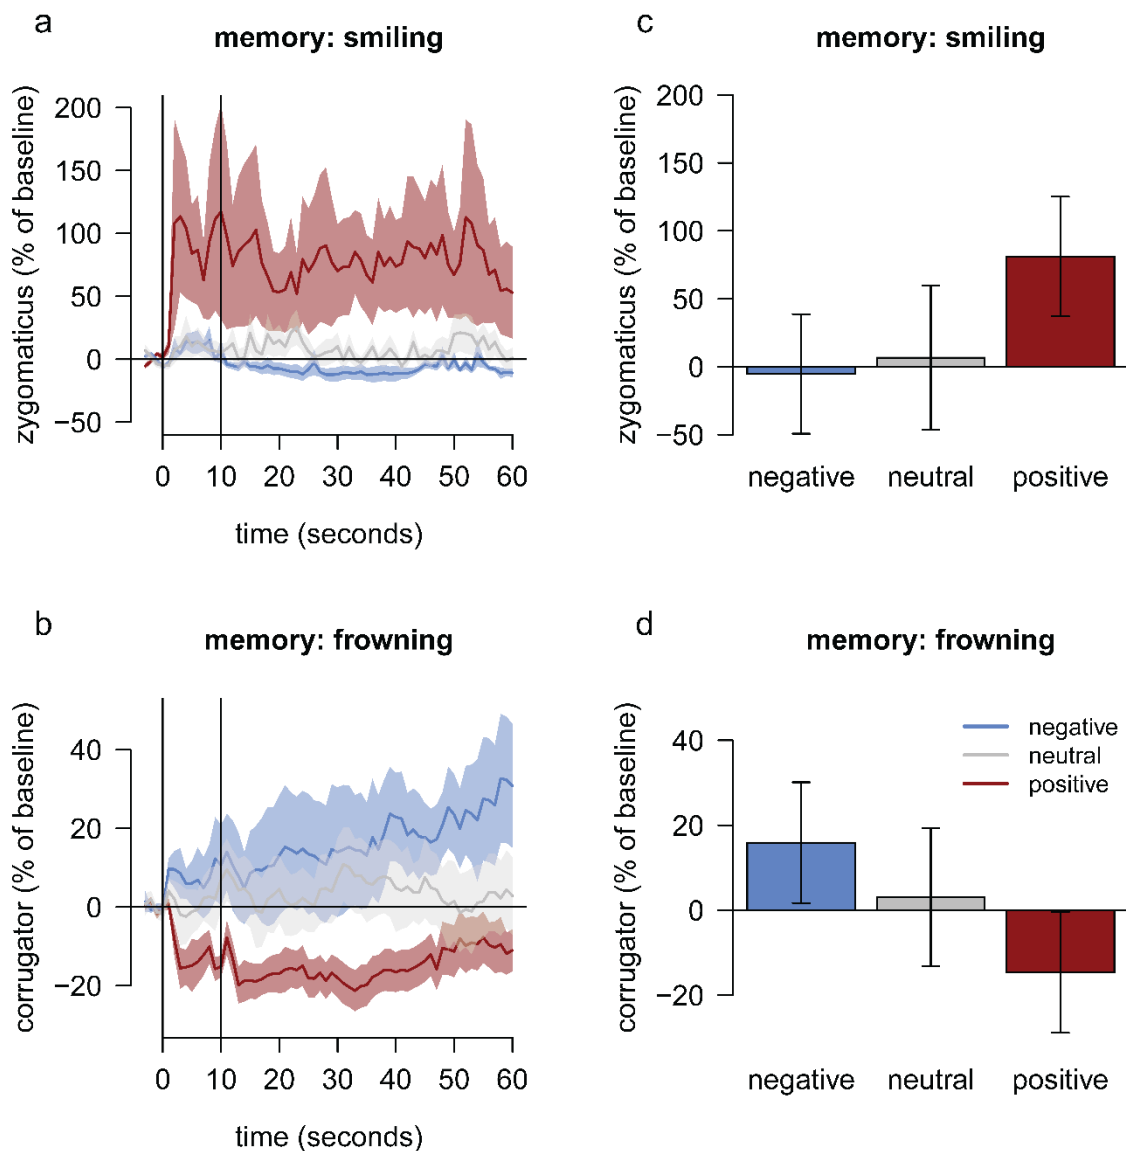 a
memory: smiling
zygomaticus (% of baseline)
200
150
100
50
0
−50
0 10 20 30 40 50 60
time (seconds)
c
memory: smiling
zygomaticus (% of baseline)
200
150
100
50
0
−50
negative neutral positive
b
memory: frowning
corrugator (% of baseline)
40
20
0
−20
0 10 20 30 40 50 60
time (seconds)
d
memory: frowning
corrugator (% of baseline)
40
20
0
−20
negative
neutral
positive
negative neutral positive